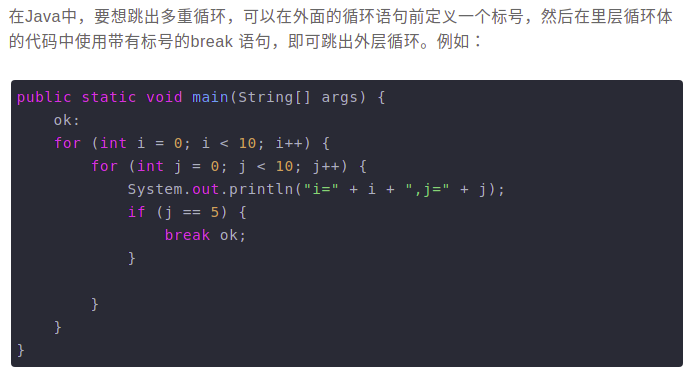 在Java中，要想跳出多重循环，可以在外面的循环语句前定义一个标号，然后在里层循环体
的代码中使用带有标号的break 语句，即可跳出外层循环。例如：
public static void main(String[] args) {
    ok:
    for (int i = 0; i < 10; i++) {
        for (int j = 0; j < 10; j++) {
            System.out.println("i=" + i + ",j=" + j);
            if (j == 5) {
                break ok;
            }
        }
    }
}